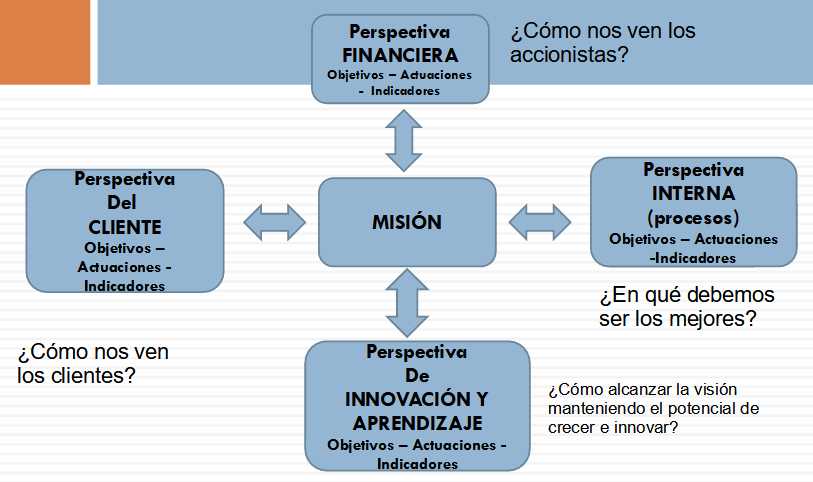 Perspectiva
FINANCIERA
Objetivos – Actuaciones
- Indicadores
¿Cómo nos ven los
accionistas?
Perspectiva
Del
CLIENTE
Objetivos –
Actuaciones -
Indicadores
MISIÓN
Perspectiva
INTERNA
(procesos)
Objetivos – Actuaciones
-Indicadores
¿En qué debemos
ser los mejores?
¿Cómo nos ven
los clientes?
Perspectiva
De
INNOVACIÓN Y
APRENDIZAJE
Objetivos – Actuaciones -
Indicadores
¿Cómo alcanzar la visión
manteniendo el potencial de
crecer e innovar?